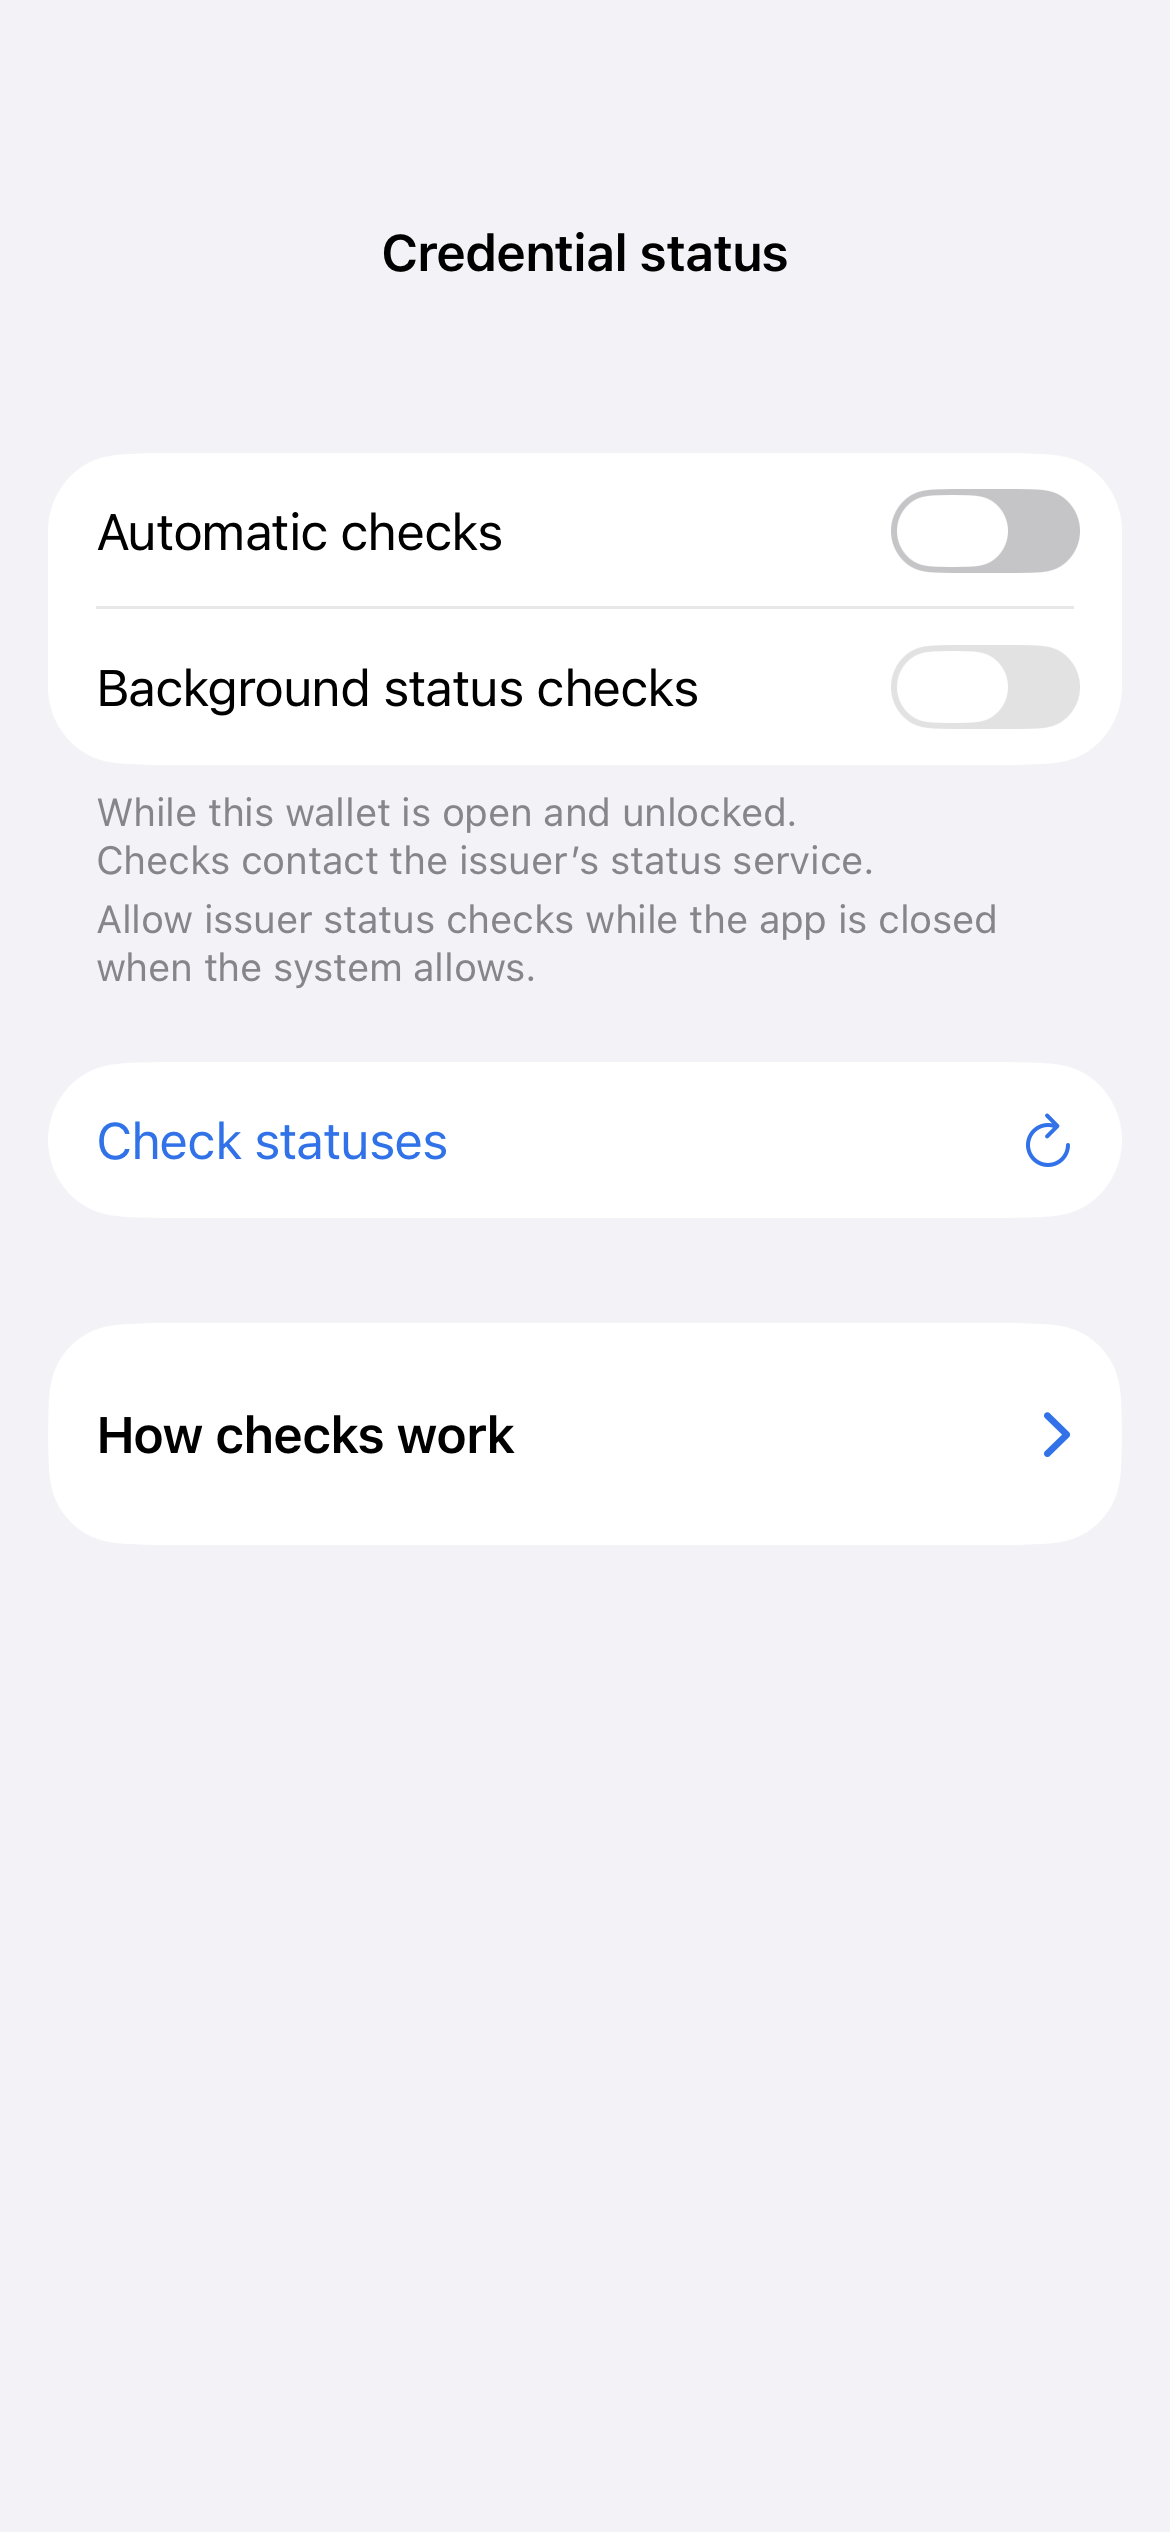 Credential status
Automatic checks
Background status checks
While this wallet is open and unlocked.
Checks contact the issuer’s status service.
Allow issuer status checks while the app is closed
when the system allows.
Check statuses
How checks work